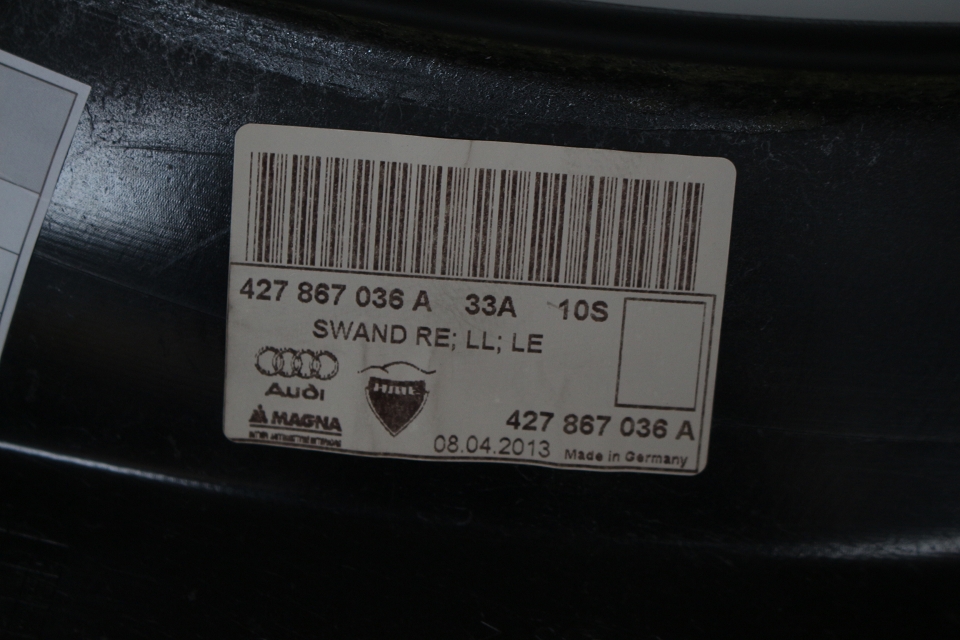 427 867 036 A 33A 10S
SWAND RE; LL; LE
Audi
MAGNA
427 867 036 A
08.04.2013 Made in Germany